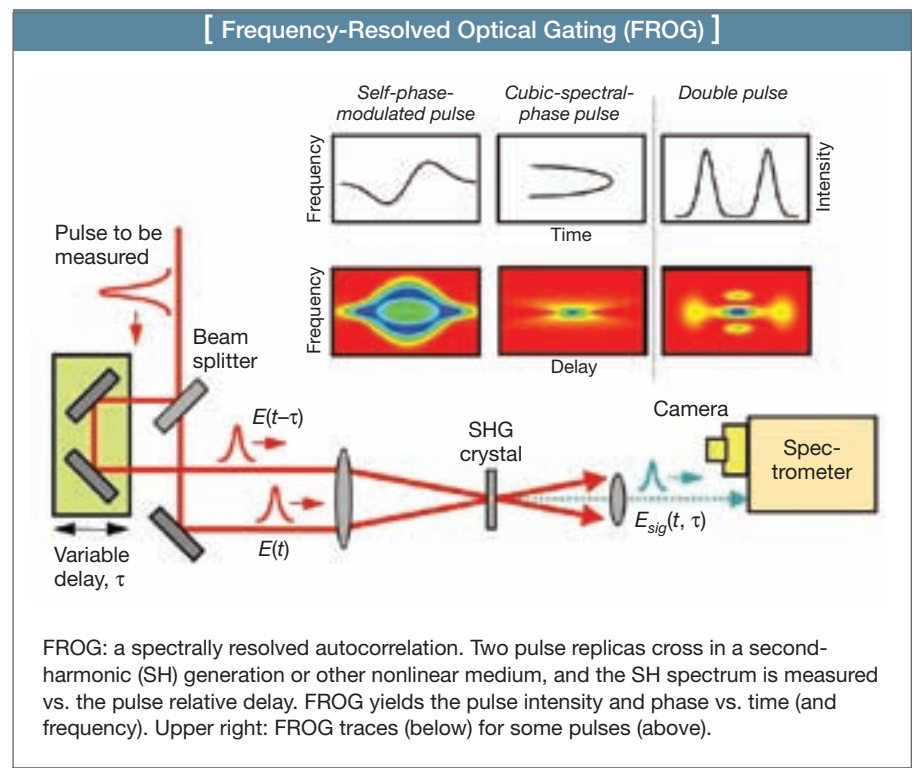 [ Frequency-Resolved Optical Gating (FROG) ]
Self-phase-
modulated pulse
Cubic-spectral-
phase pulse
Double pulse
Frequency
Intensity
Time
Frequency
Delay
Pulse to be
measured
Beam
splitter
E(t–τ)
E(t)
SHG
crystal
Camera
Spec-
trometer
Esig(t, τ)
Variable
delay, τ
FROG: a spectrally resolved autocorrelation. Two pulse replicas cross in a second-
harmonic (SH) generation or other nonlinear medium, and the SH spectrum is measured
vs. the pulse relative delay. FROG yields the pulse intensity and phase vs. time (and
frequency). Upper right: FROG traces (below) for some pulses (above).